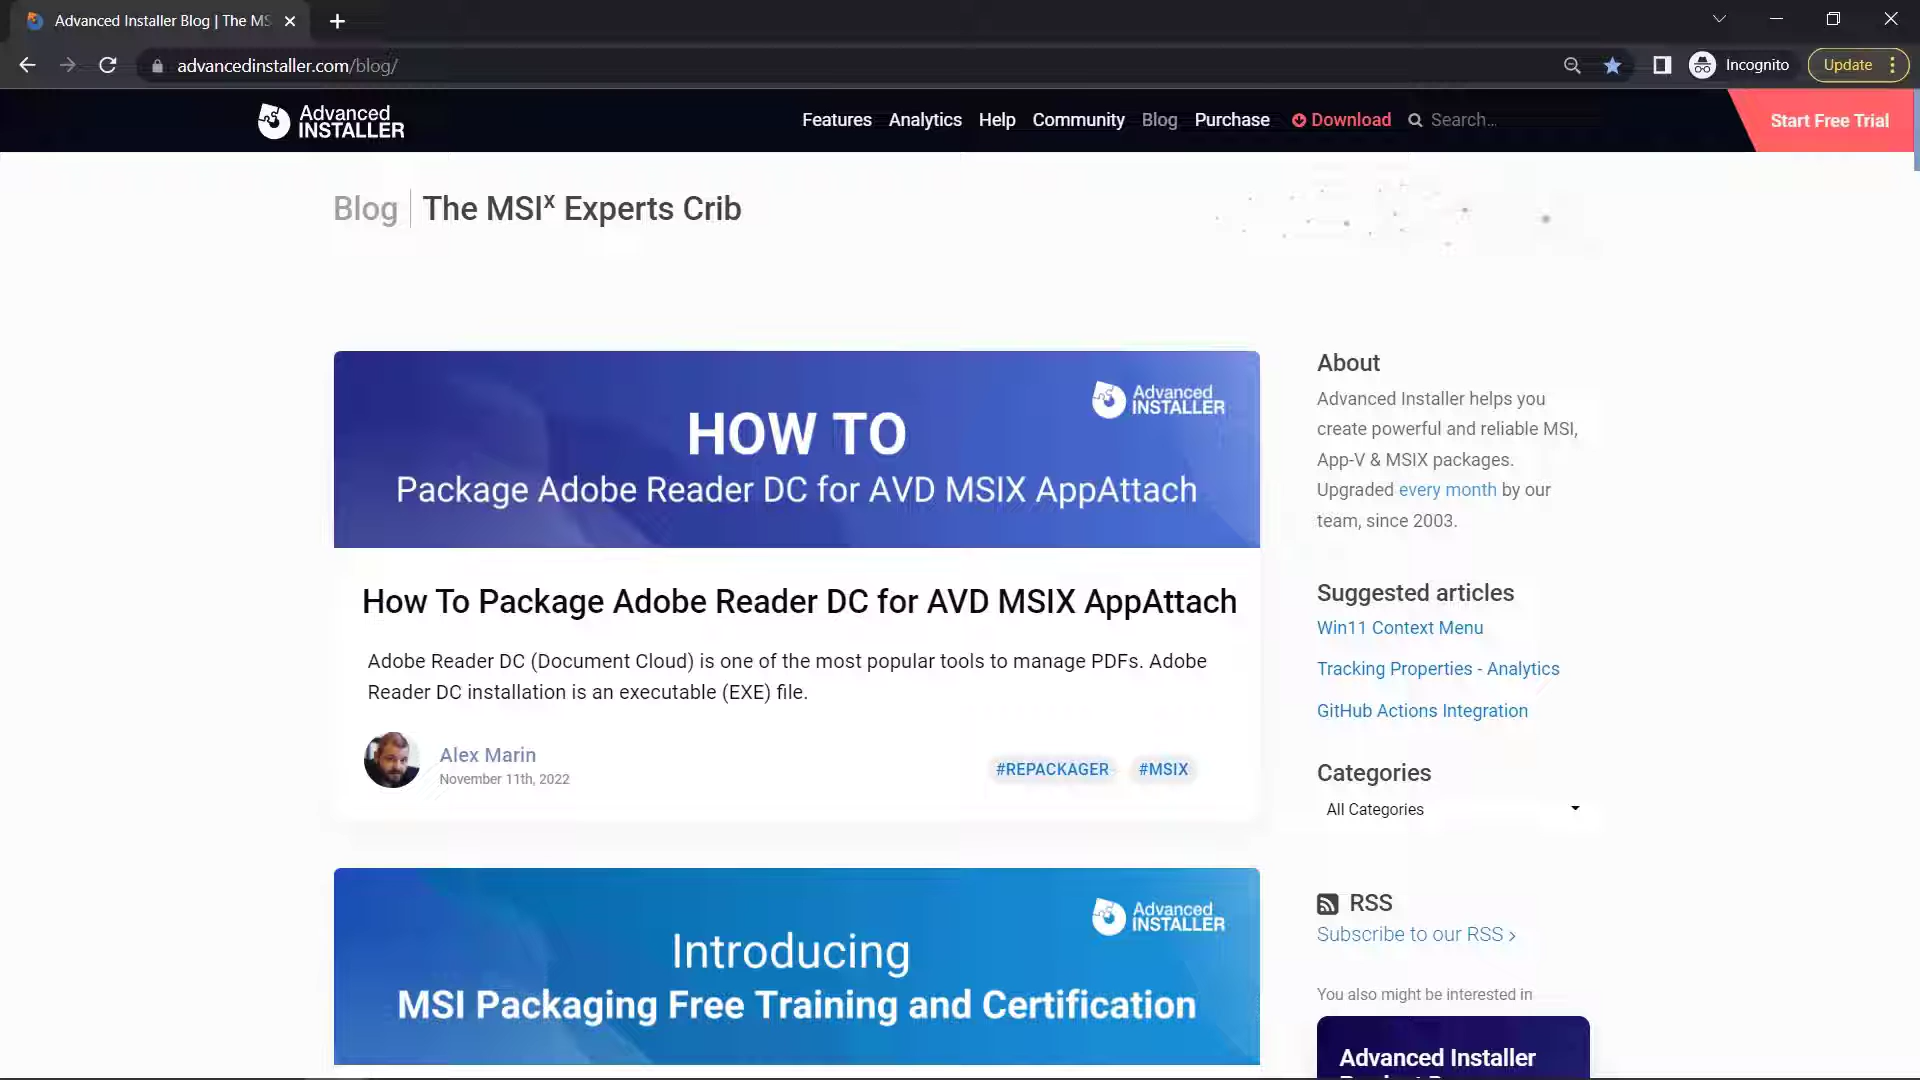 Advanced Installer Blog | The MS
advancedinstaller.com/blog/
Incognito
Update
Advanced
INSTALLER
Features
Analytics
Help
Community
Blog
Purchase
Download
Search...
Start Free Trial
Blog
The MSIX Experts Crib
Advanced
INSTALLER
HOW TO
Package Adobe Reader DC for AVD MSIX AppAttach
How To Package Adobe Reader DC for AVD MSIX AppAttach
Adobe Reader DC (Document Cloud) is one of the most popular tools to manage PDFs. Adobe
Reader DC installation is an executable (EXE) file.
Alex Marin
November 11th, 2022
#REPACKAGER
#MSIX
Advanced
INSTALLER
Introducing
MSI Packaging Free Training and Certification
About
Advanced Installer helps you
create powerful and reliable MSI,
App-V & MSIX packages.
Upgraded every month by our
team, since 2003.
Suggested articles
Win11 Context Menu
Tracking Properties - Analytics
GitHub Actions Integration
Categories
All Categories
RSS
Subscribe to our RSS ›
You also might be interested in
Advanced Installer